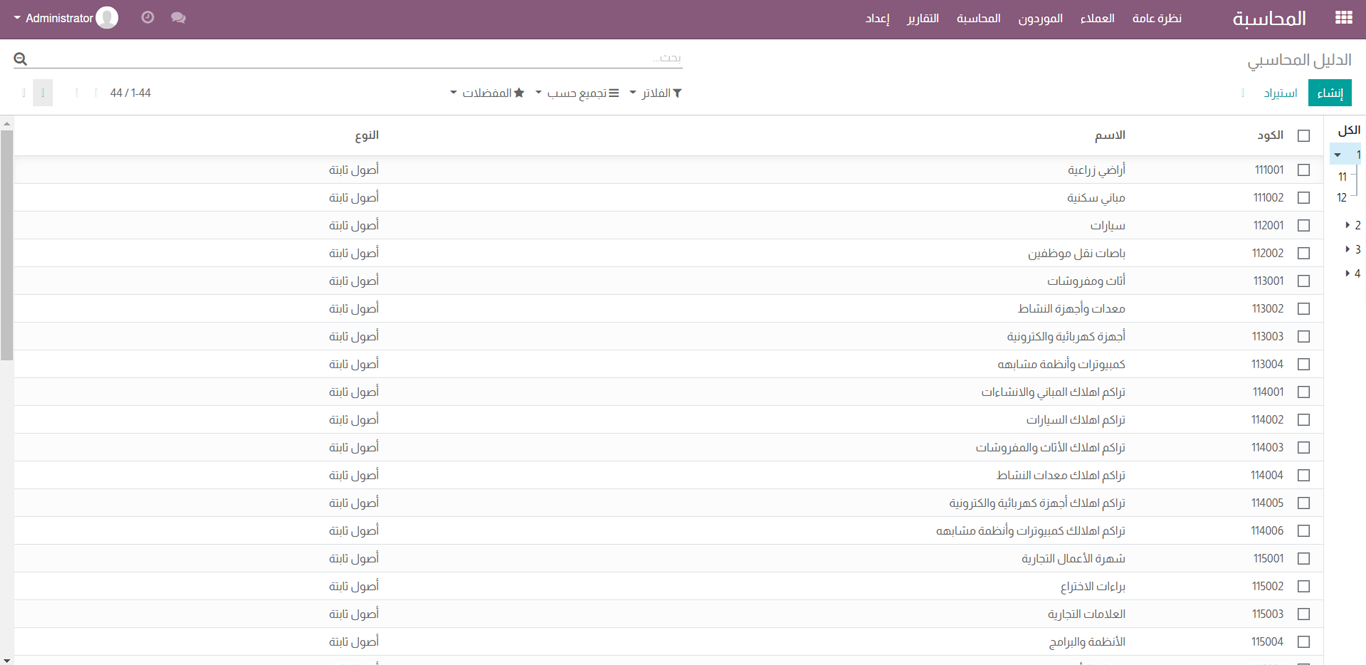 المحاسبة نظرة عامة العملاء الموردون المحاسبة التقارير إعداد Administrator
الدليل المحاسبي بحث...
إنشاء استيراد الفلاتر تجميع حسب المفضلات 44 / 1-44
الكل
1
11
12
2
3
4
الكود الاسم النوع
111001 أراضي زراعية أصول ثابتة
111002 مباني سكنية أصول ثابتة
112001 سيارات أصول ثابتة
112002 باصات نقل موظفين أصول ثابتة
113001 أثاث ومفروشات أصول ثابتة
113002 معدات وأجهزة النشاط أصول ثابتة
113003 أجهزة كهربائية والكترونية أصول ثابتة
113004 كمبيوترات وأنظمة مشابهه أصول ثابتة
114001 تراكم اهلاك المباني والانشاءات أصول ثابتة
114002 تراكم اهلاك السيارات أصول ثابتة
114003 تراكم اهلاك الأثاث والمفروشات أصول ثابتة
114004 تراكم اهلاك معدات النشاط أصول ثابتة
114005 تراكم اهلاك أجهزة كهربائية والكترونية أصول ثابتة
114006 تراكم اهلالك كمبيوترات وأنظمة مشابهه أصول ثابتة
115001 شهرة الأعمال التجارية أصول ثابتة
115002 براءات الاختراع أصول ثابتة
115003 العلامات التجارية أصول ثابتة
115004 الأنظمة والبرامج أصول ثابتة